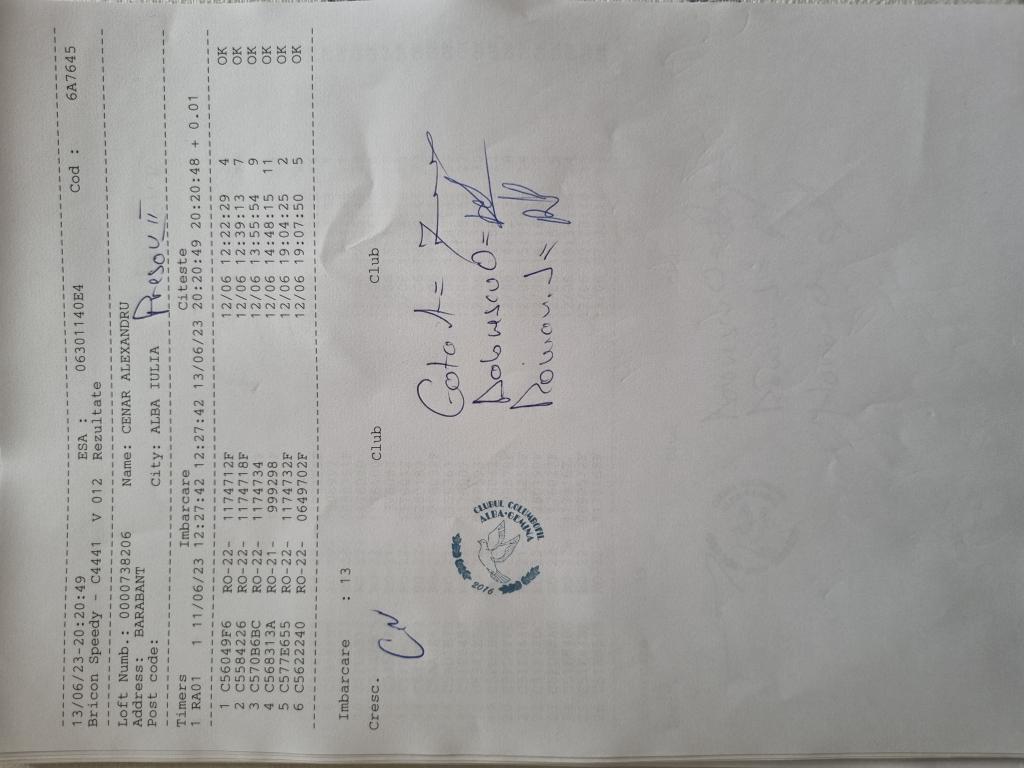 13/06/23-20:20:49 ESA : 06301140E4 Cod : 6A7645
Bricon Speedy - C4441 V 012 Rezultate
Loft Numb.: 0000738206 Name: CENAR ALEXANDRU
Address: BARABANT
Post code: City: ALBA IULIA Presov II
Timers Imbarcare Citeste
1 RA01 1 11/06/23 12:27:42 12:27:42 13/06/23 20:20:49 20:20:48 + 0.01
1 C56049F6 RO-22- 1174712F 12/06 12:22:29 4 OK
2 C5584226 RO-22- 1174718F 12/06 12:39:13 7 OK
3 C570B6BC RO-22- 1174734 12/06 13:55:54 9 OK
4 C568313A RO-21- 999298 12/06 14:48:15 11 OK
5 C577E655 RO-22- 1174732F 12/06 19:04:25 2 OK
6 C5622240 RO-22- 0649702F 12/06 19:07:50 5 OK
Imbarcare : 13
Cresc. Club Club
CLUBUL COLUMBOFIL
ALBA-GEMINA
2016